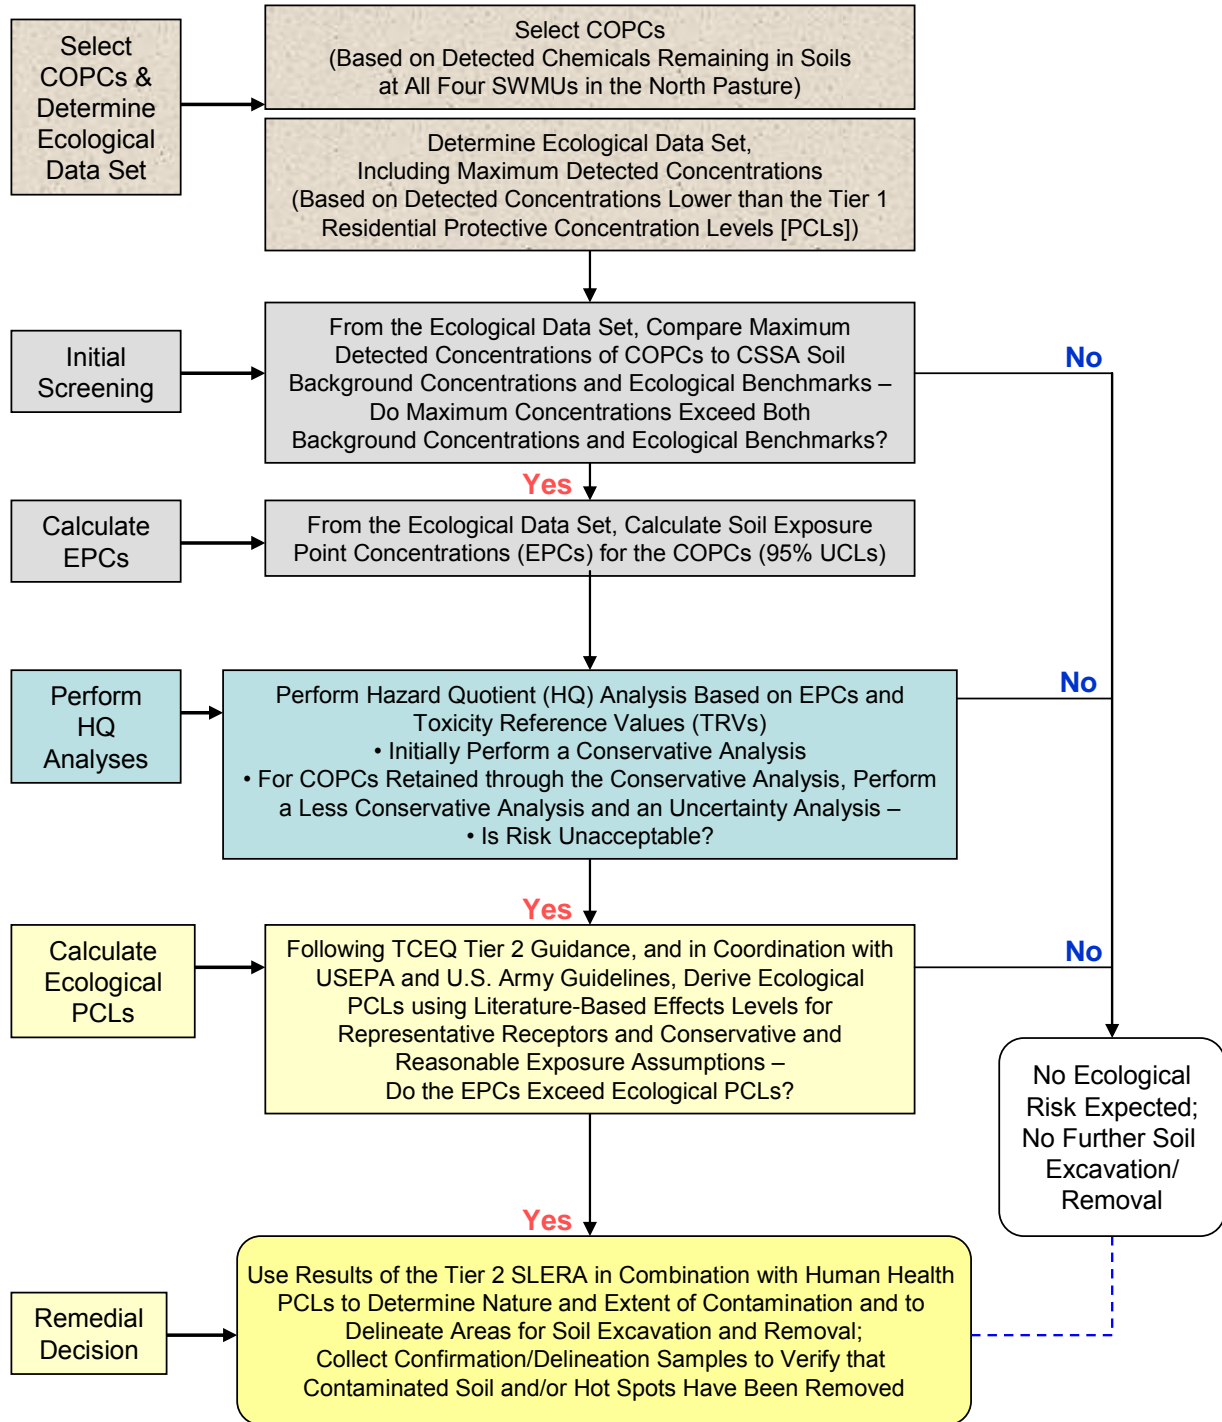 Select
COPCs &
Determine
Ecological
Data Set
Select COPCs
(Based on Detected Chemicals Remaining in Soils
at All Four SWMUs in the North Pasture)
Determine Ecological Data Set,
Including Maximum Detected Concentrations
(Based on Detected Concentrations Lower than the Tier 1
Residential Protective Concentration Levels [PCLs])
Initial
Screening
From the Ecological Data Set, Compare Maximum
Detected Concentrations of COPCs to CSSA Soil
Background Concentrations and Ecological Benchmarks –
Do Maximum Concentrations Exceed Both
Background Concentrations and Ecological Benchmarks?
No
Yes
Calculate
EPCs
From the Ecological Data Set, Calculate Soil Exposure
Point Concentrations (EPCs) for the COPCs (95% UCLs)
Perform
HQ
Analyses
Perform Hazard Quotient (HQ) Analysis Based on EPCs and
Toxicity Reference Values (TRVs)
• Initially Perform a Conservative Analysis
• For COPCs Retained through the Conservative Analysis, Perform
a Less Conservative Analysis and an Uncertainty Analysis –
• Is Risk Unacceptable?
No
Yes
Calculate
Ecological
PCLs
Following TCEQ Tier 2 Guidance, and in Coordination with
USEPA and U.S. Army Guidelines, Derive Ecological
PCLs using Literature-Based Effects Levels for
Representative Receptors and Conservative and
Reasonable Exposure Assumptions –
Do the EPCs Exceed Ecological PCLs?
No
No Ecological
Risk Expected;
No Further Soil
Excavation/
Removal
Yes
Remedial
Decision
Use Results of the Tier 2 SLERA in Combination with Human Health
PCLs to Determine Nature and Extent of Contamination and to
Delineate Areas for Soil Excavation and Removal;
Collect Confirmation/Delineation Samples to Verify that
Contaminated Soil and/or Hot Spots Have Been Removed